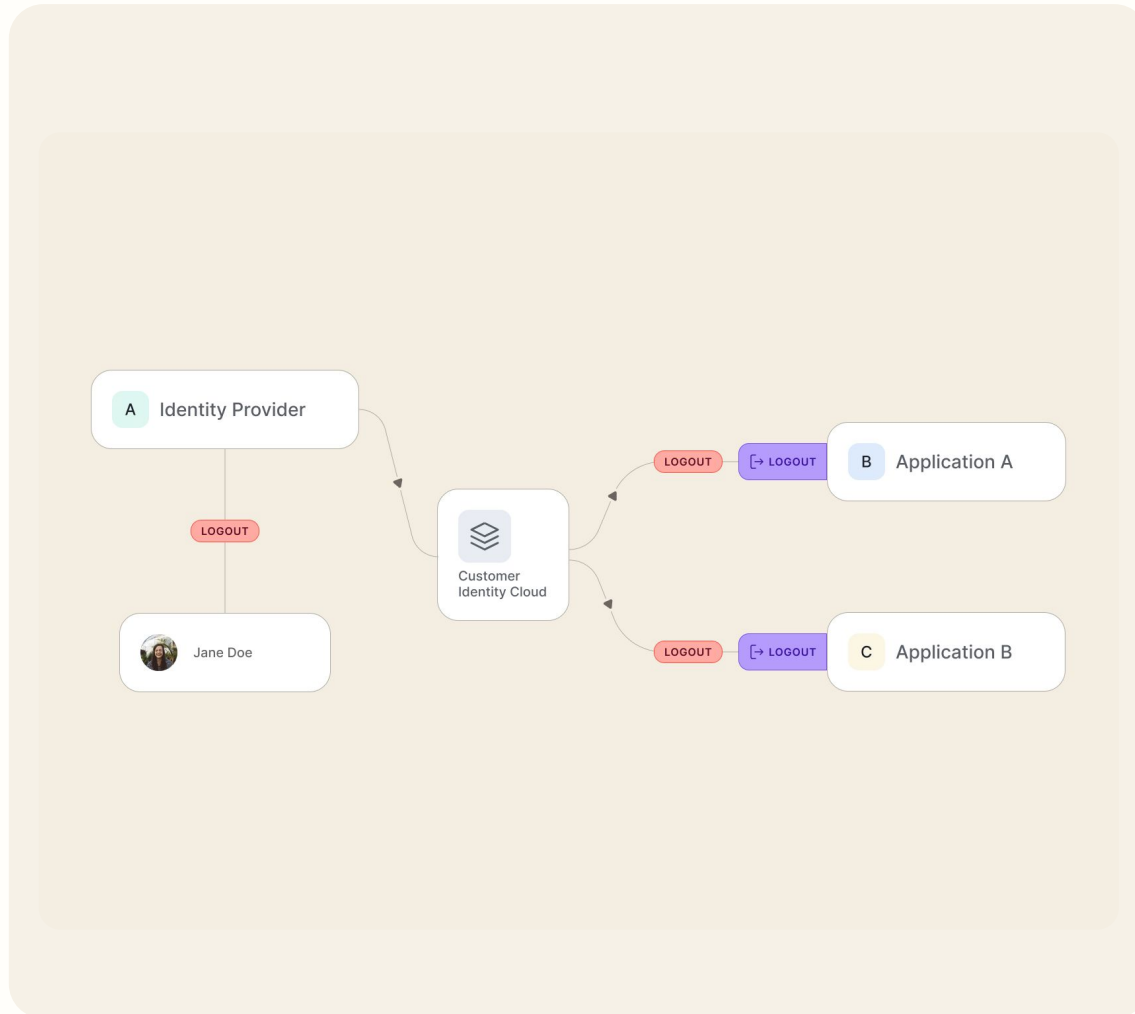 A Identity Provider
LOGOUT
Jane Doe
Customer
Identity Cloud
LOGOUT LOGOUT B Application A
LOGOUT LOGOUT C Application B